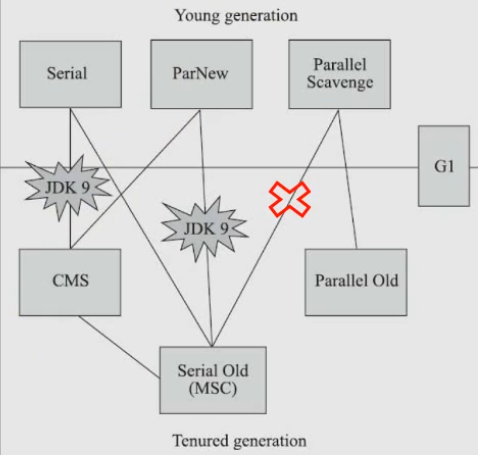 Young generation
Serial
ParNew
Parallel
Scavenge
G1
JDK 9
JDK 9
CMS
Parallel Old
Serial Old
(MSC)
Tenured generation